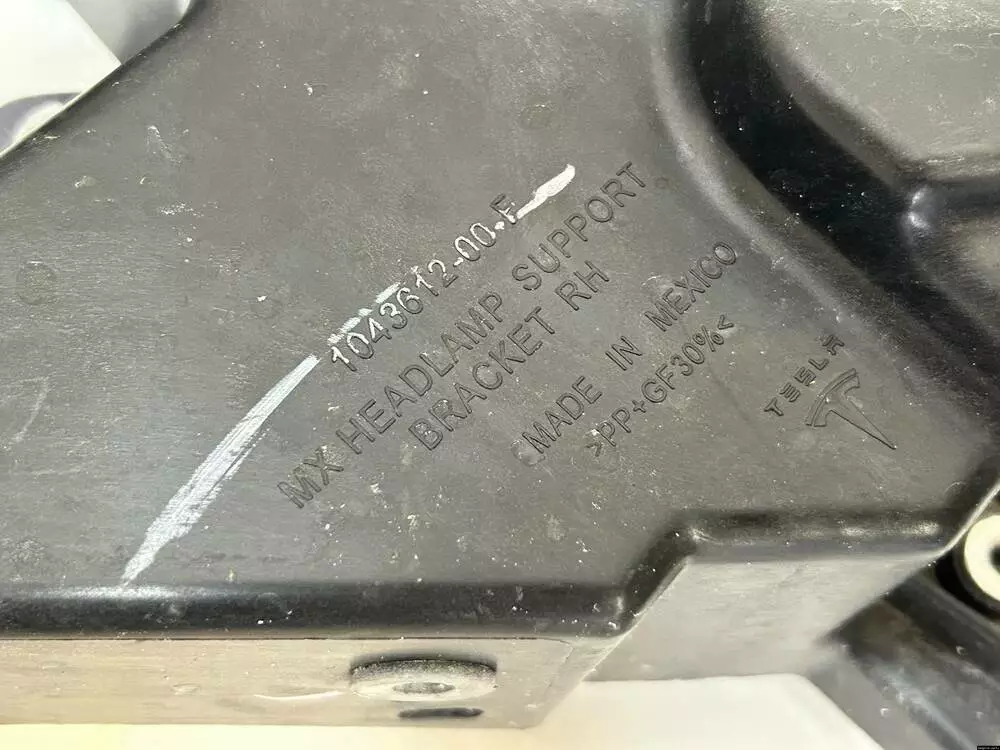 1043612-00-F
MX HEADLAMP SUPPORT
BRACKET RH
MADE IN MEXICO
>PP+GF30%<
TESLA